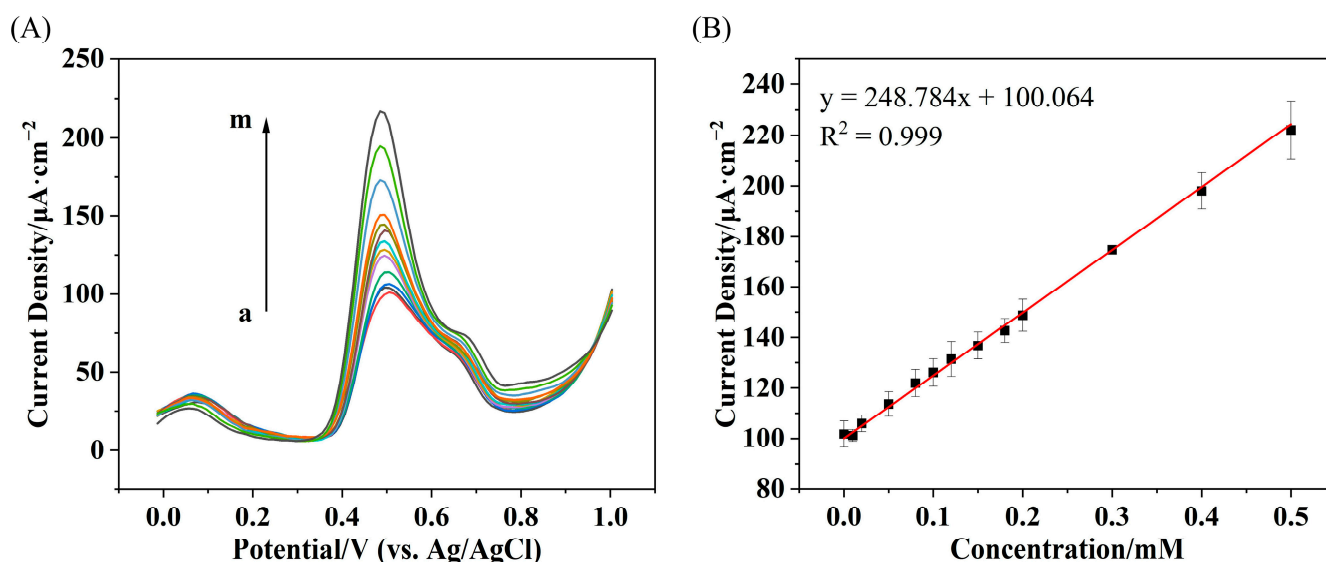 (A)
250
200
150
100
50
0
Current Density/μA·cm⁻²
m
a
0.0 0.2 0.4 0.6 0.8 1.0
Potential/V (vs. Ag/AgCl)
(B)
y = 248.784x + 100.064
R² = 0.999
240
220
200
180
160
140
120
100
80
Current Density/μA·cm⁻²
0.0 0.1 0.2 0.3 0.4 0.5
Concentration/mM